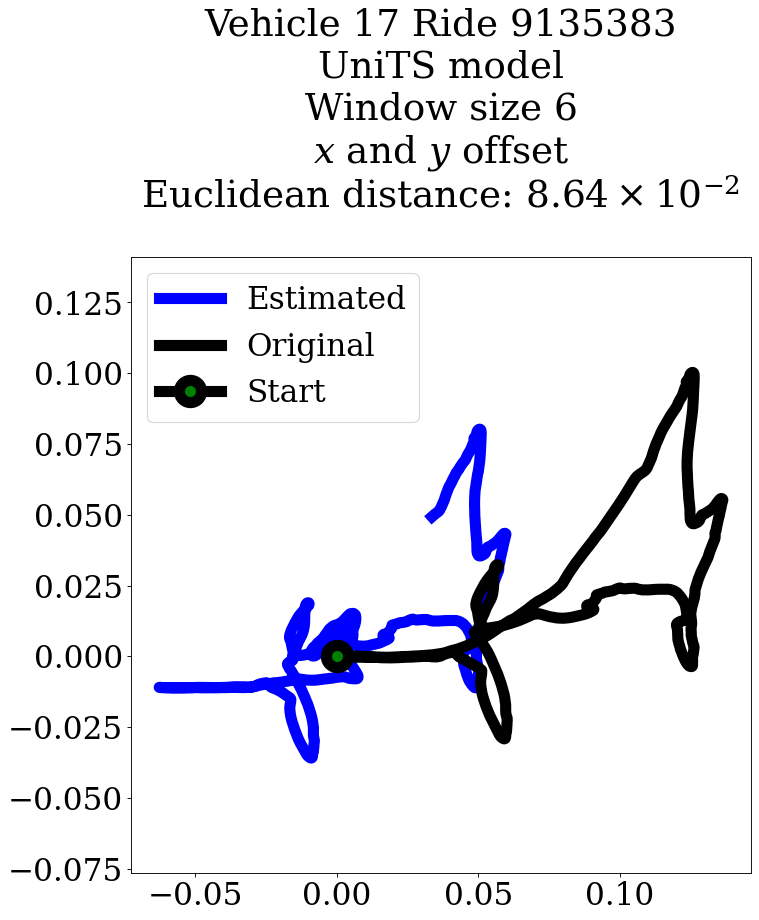 Vehicle 17 Ride 9135383
UniTS model
Window size 6
x and y offset
Euclidean distance: 8.64 × 10⁻²
Estimated
Original
Start
0.125
0.100
0.075
0.050
0.025
0.000
−0.025
−0.050
−0.075
−0.05 0.00 0.05 0.10